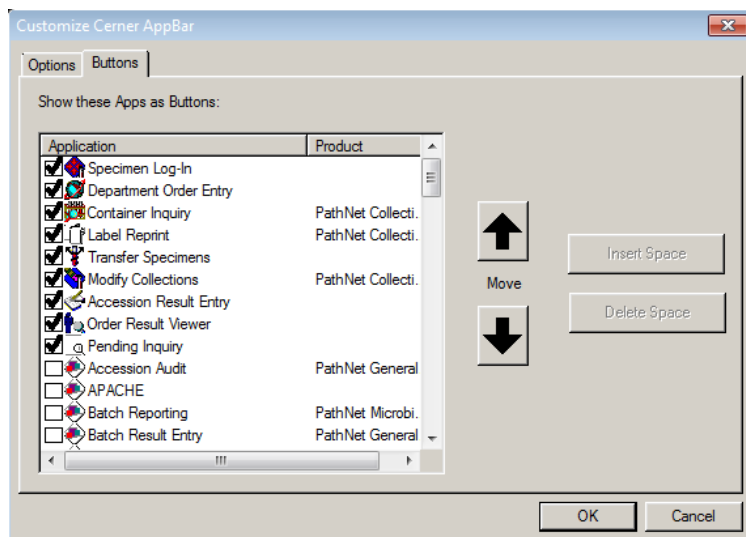 Customize Cerner AppBar
Options Buttons
Show these Apps as Buttons:
Application Product
Specimen Log-In
Department Order Entry
Container Inquiry PathNet Collecti.
Label Reprint PathNet Collecti.
Transfer Specimens
Modify Collections PathNet Collecti.
Accession Result Entry
Order Result Viewer
Pending Inquiry
Accession Audit PathNet General
APACHE
Batch Reporting PathNet Microbi.
Batch Result Entry PathNet General
Move
Insert Space
Delete Space
OK Cancel